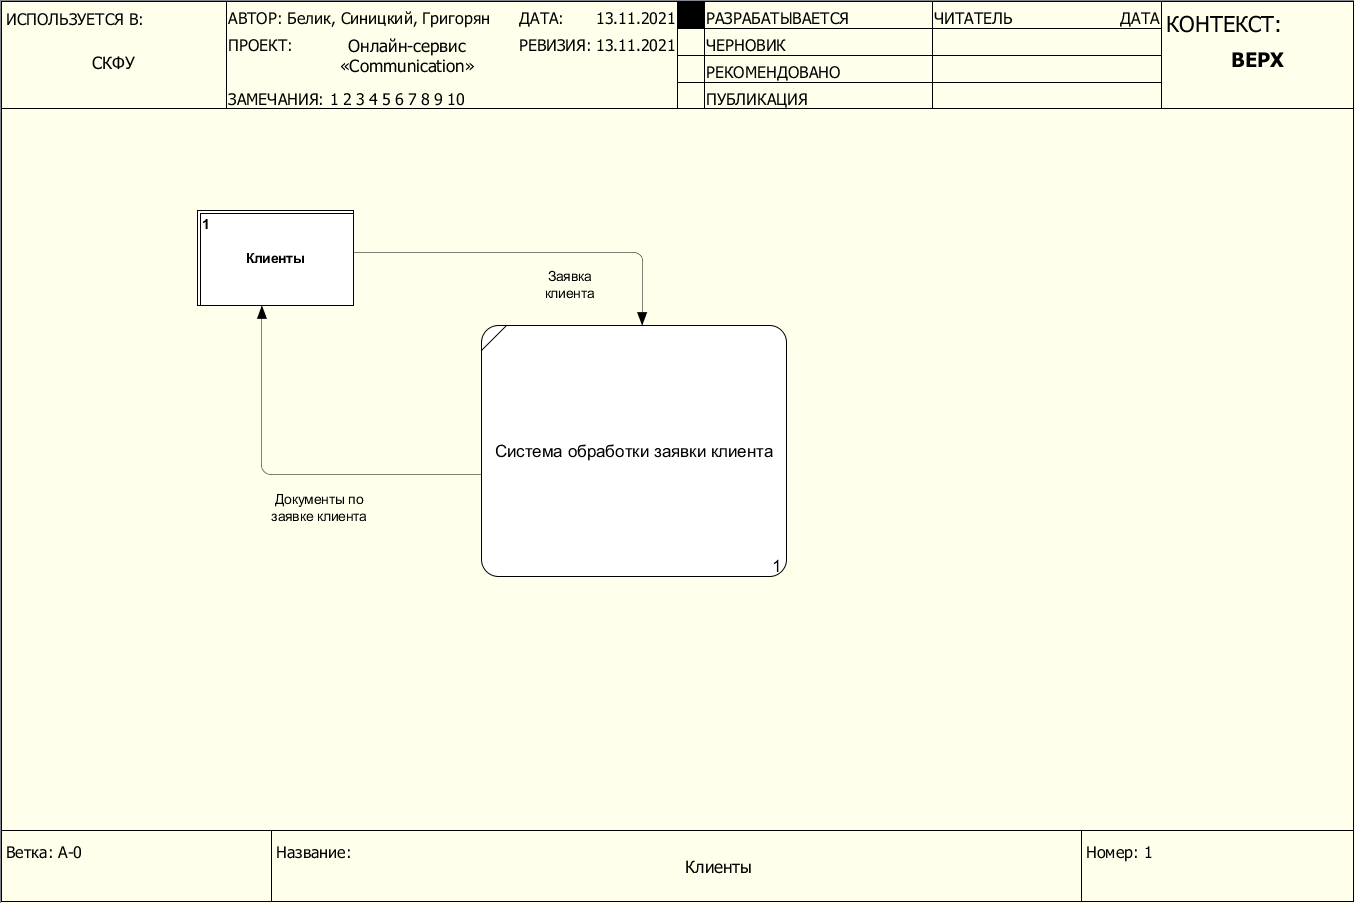 ИСПОЛЬЗУЕТСЯ В:
СКФУ
АВТОР: Белик, Синицкий, Григорян
ДАТА: 13.11.2021
ПРОЕКТ: Онлайн-сервис
«Communication»
РЕВИЗИЯ: 13.11.2021
ЗАМЕЧАНИЯ: 1 2 3 4 5 6 7 8 9 10
РАЗРАБАТЫВАЕТСЯ
ЧЕРНОВИК
РЕКОМЕНДОВАНО
ПУБЛИКАЦИЯ
ЧИТАТЕЛЬ ДАТА
КОНТЕКСТ:
ВЕРХ
1
Клиенты
Заявка
клиента
Система обработки заявки клиента
1
Документы по
заявке клиента
Ветка: A-0
Название:
Клиенты
Номер: 1